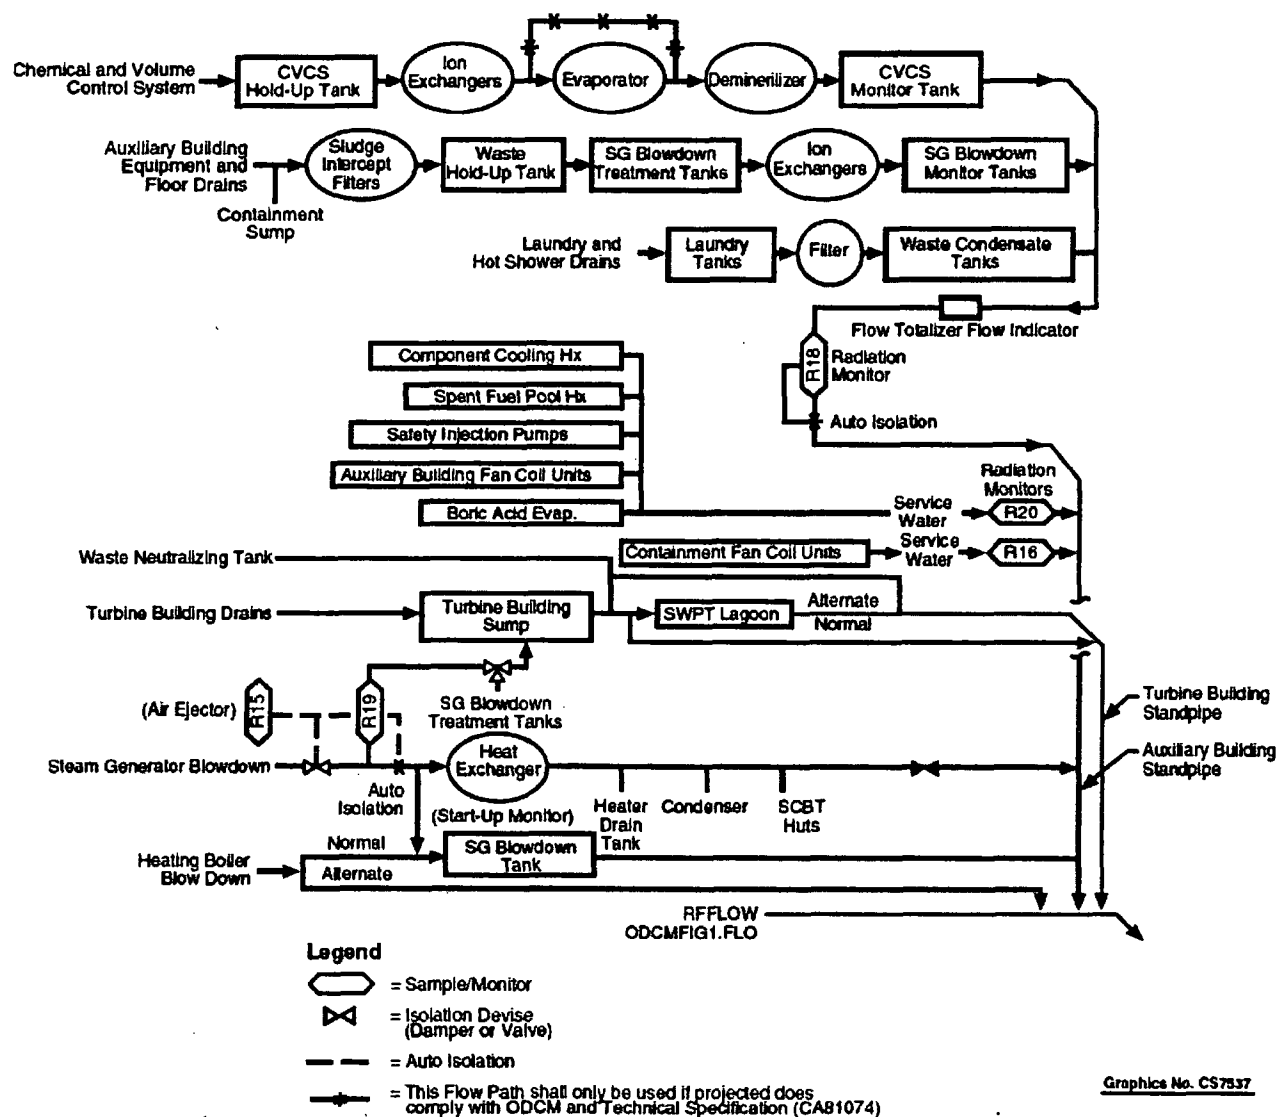 Chemical and Volume
Control System
CVCS
Hold-Up Tank
Ion
Exchangers
Evaporator
Deminerilizer
CVCS
Monitor Tank
Auxiliary Building
Equipment and
Floor Drains
Containment
Sump
Sludge
Intercept
Filters
Waste
Hold-Up Tank
SG Blowdown
Treatment Tanks
Ion
Exchangers
SG Blowdown
Monitor Tanks
Laundry and
Hot Shower Drains
Laundry
Tanks
Filter
Waste Condensate
Tanks
Flow Totalizer Flow Indicator
R18
Radiation
Monitor
Auto Isolation
Component Cooling Hx
Spent Fuel Pool Hx
Safety Injection Pumps
Auxiliary Building Fan Coil Units
Boric Acid Evap.
Service
Water
Radiation
Monitors
R20
Containment Fan Coil Units
Service
Water
R16
Waste Neutralizing Tank
Turbine Building Drains
Turbine Building
Sump
SWPT Lagoon
Alternate
Normal
(Air Ejector)
R15
R19
SG Blowdown
Treatment Tanks
Turbine Building
Standpipe
Auxiliary Building
Standpipe
Steam Generator Blowdown
Auto
Isolation
Heat
Exchanger
(Start-Up Monitor)
Heater
Drain
Tank
Condenser
SCBT
Huts
Heating Boiler
Blow Down
Normal
Alternate
SG Blowdown
Tank
RFFLOW
ODCMFIG1.FLO
Legend
= Sample/Monitor
= Isolation Devise
(Damper or Valve)
= Auto Isolation
= This Flow Path shall only be used if projected does
comply with ODCM and Technical Specification (CA81074)
Graphics No. CS7537